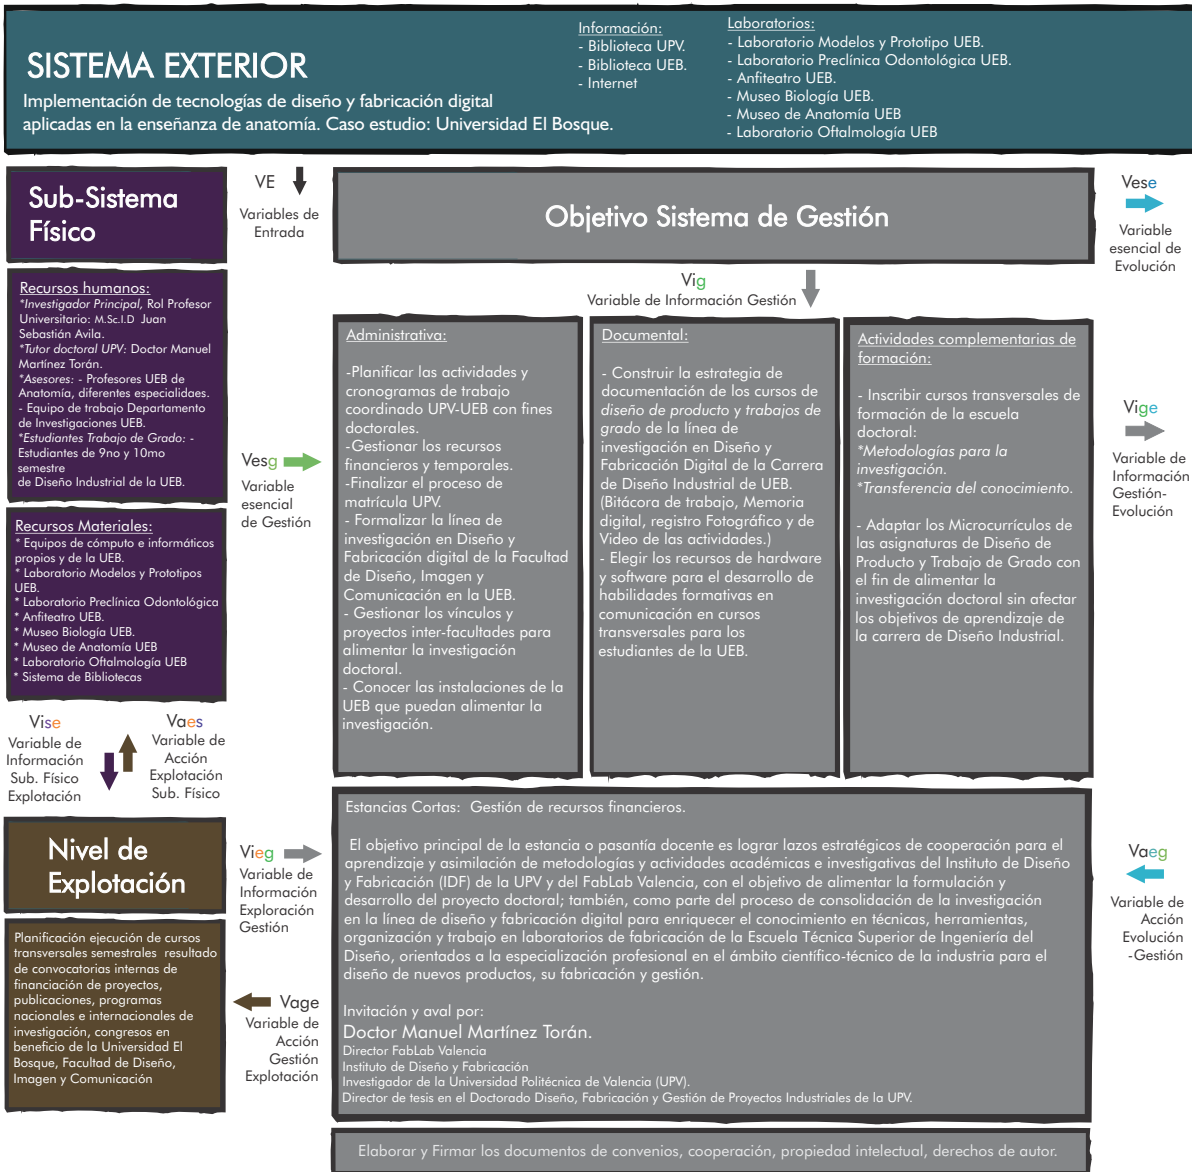 SISTEMA EXTERIOR
Implementación de tecnologías de diseño y fabricación digital
aplicadas en la enseñanza de anatomía. Caso estudio: Universidad El Bosque.
Información:
- Biblioteca UPV.
- Biblioteca UEB.
- Internet
Laboratorios:
- Laboratorio Modelos y Prototipo UEB.
- Laboratorio Preclínica Odontológica UEB.
- Anfiteatro UEB.
- Museo Biología UEB.
- Museo de Anatomía UEB
- Laboratorio Oftalmología UEB
Sub-Sistema
Físico
VE
Variables de
Entrada
Objetivo Sistema de Gestión
Vese
Variable
esencial de
Evolución
Vig
Variable de Información Gestión
Recursos humanos:
*Investigador Principal, Rol Profesor
Universitario: M.Sc.I.D Juan
Sebastián Avila.
*Tutor doctoral UPV: Doctor Manuel
Martínez Torán.
*Asesores: - Profesores UEB de
Anatomía, diferentes especialidaes.
- Equipo de trabajo Departamento
de Investigaciones UEB.
*Estudiantes Trabajo de Grado: -
Estudiantes de 9no y 10mo
semestre
de Diseño Industrial de la UEB.
Vesg
Variable
esencial
de Gestión
Administrativa:
-Planificar las actividades y
cronogramas de trabajo
coordinado UPV-UEB con fines
doctorales.
-Gestionar los recursos
financieros y temporales.
-Finalizar el proceso de
matrícula UPV.
- Formalizar la línea de
investigación en Diseño y
Fabricación digital de la Facultad
de Diseño, Imagen y
Comunicación en la UEB.
- Gestionar los vínculos y
proyectos inter-facultades para
alimentar la investigación
doctoral.
- Conocer las instalaciones de la
UEB que puedan alimentar la
investigación.
Documental:
- Construir la estrategia de
documentación de los cursos de
diseño de producto y trabajos de
grado de la línea de
investigación en Diseño y
Fabricación Digital de la Carrera
de Diseño Industrial de UEB.
(Bitácora de trabajo, Memoria
digital, registro Fotográfico y de
Video de las actividades.)
- Elegir los recursos de hardware
y software para el desarrollo de
habilidades formativas en
comunicación en cursos
transversales para los
estudiantes de la UEB.
Actividades complementarias de
formación:
- Inscribir cursos transversales de
formación de la escuela
doctoral:
*Metodologías para la
investigación.
*Transferencia del conocimiento.
- Adaptar los Microcurrículos de
las asignaturas de Diseño de
Producto y Trabajo de Grado con
el fin de alimentar la
investigación doctoral sin afectar
los objetivos de aprendizaje de
la carrera de Diseño Industrial.
Vige
Variable de
Información
Gestión-
Evolución
Recursos Materiales:
* Equipos de cómputo e informáticos
propios y de la UEB.
* Laboratorio Modelos y Prototipos
UEB.
* Laboratorio Preclínica Odontológica
* Anfiteatro UEB.
* Museo Biología UEB.
* Museo de Anatomía UEB
* Laboratorio Oftalmología UEB
* Sistema de Bibliotecas
Vise
Variable de
Información
Sub. Físico
Explotación
Vaes
Variable de
Acción
Explotación
Sub. Físico
Nivel de
Explotación
Vieg
Variable de
Información
Exploración
Gestión
Planificación ejecución de cursos
transversales semestrales resultado
de convocatorias internas de
financiación de proyectos,
publicaciones, programas
nacionales e internacionales de
investigación, congresos en
beneficio de la Universidad El
Bosque, Facultad de Diseño,
Imagen y Comunicación
Vage
Variable de
Acción
Gestión
Explotación
Estancias Cortas: Gestión de recursos financieros.
El objetivo principal de la estancia o pasantía docente es lograr lazos estratégicos de cooperación para el
aprendizaje y asimilación de metodologías y actividades académicas e investigativas del Instituto de Diseño
y Fabricación (IDF) de la UPV y del FabLab Valencia, con el objetivo de alimentar la formulación y
desarrollo del proyecto doctoral; también, como parte del proceso de consolidación de la investigación
en la línea de diseño y fabricación digital para enriquecer el conocimiento en técnicas, herramientas,
organización y trabajo en laboratorios de fabricación de la Escuela Técnica Superior de Ingeniería del
Diseño, orientados a la especialización profesional en el ámbito científico-técnico de la industria para el
diseño de nuevos productos, su fabricación y gestión.
Invitación y aval por:
Doctor Manuel Martínez Torán.
Director FabLab Valencia
Instituto de Diseño y Fabricación
Investigador de la Universidad Politécnica de Valencia (UPV).
Director de tesis en el Doctorado Diseño, Fabricación y Gestión de Proyectos Industriales de la UPV.
Vaeg
Variable de
Acción
Evolución
-Gestión
Elaborar y Firmar los documentos de convenios, cooperación, propiedad intelectual, derechos de autor.